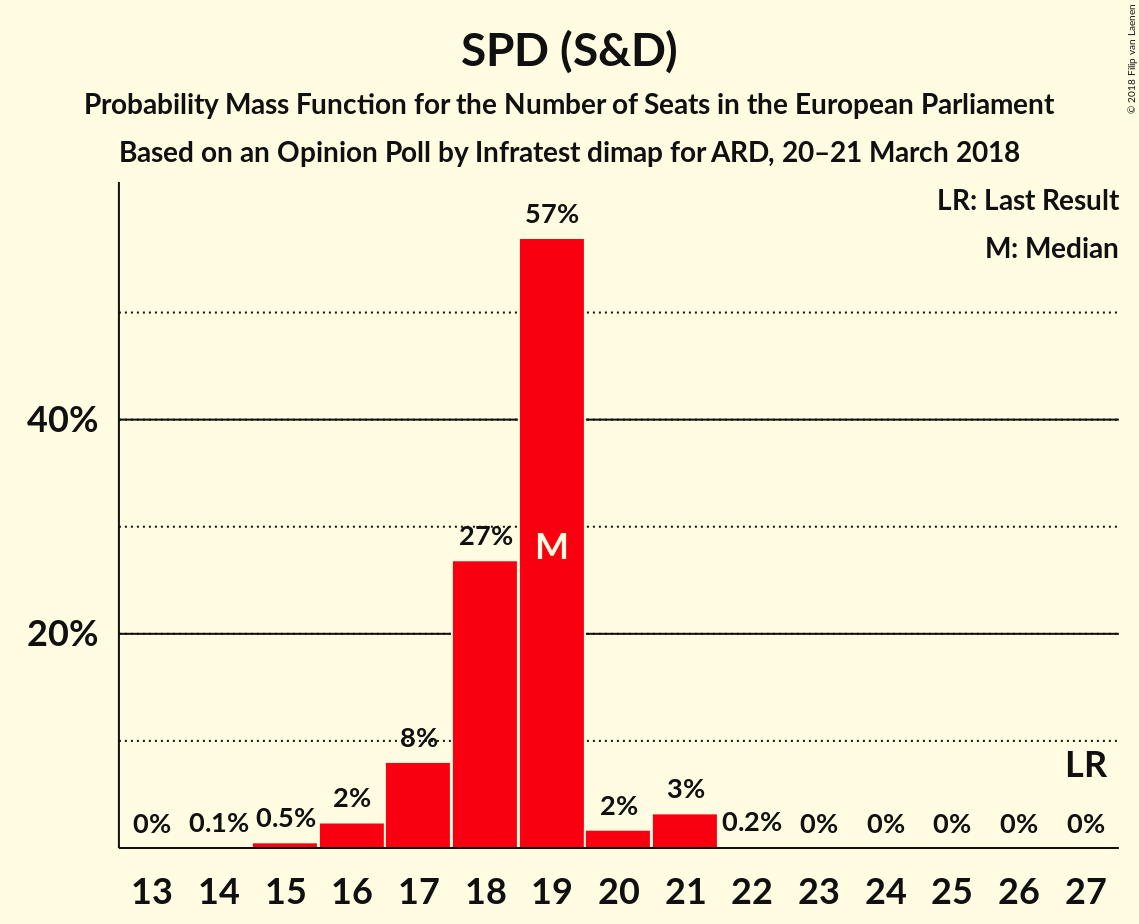 SPD (S&D)
Probability Mass Function for the Number of Seats in the European Parliament
Based on an Opinion Poll by Infratest dimap for ARD, 20–21 March 2018
© 2018 Filip van Laenen
LR: Last Result
M: Median
57%
40%
27%
M
20%
8%
LR
0%
0.1%
0.5%
2%
2%
3%
0.2%
0%
0%
0%
0%
0%
13 14 15 16 17 18 19 20 21 22 23 24 25 26 27